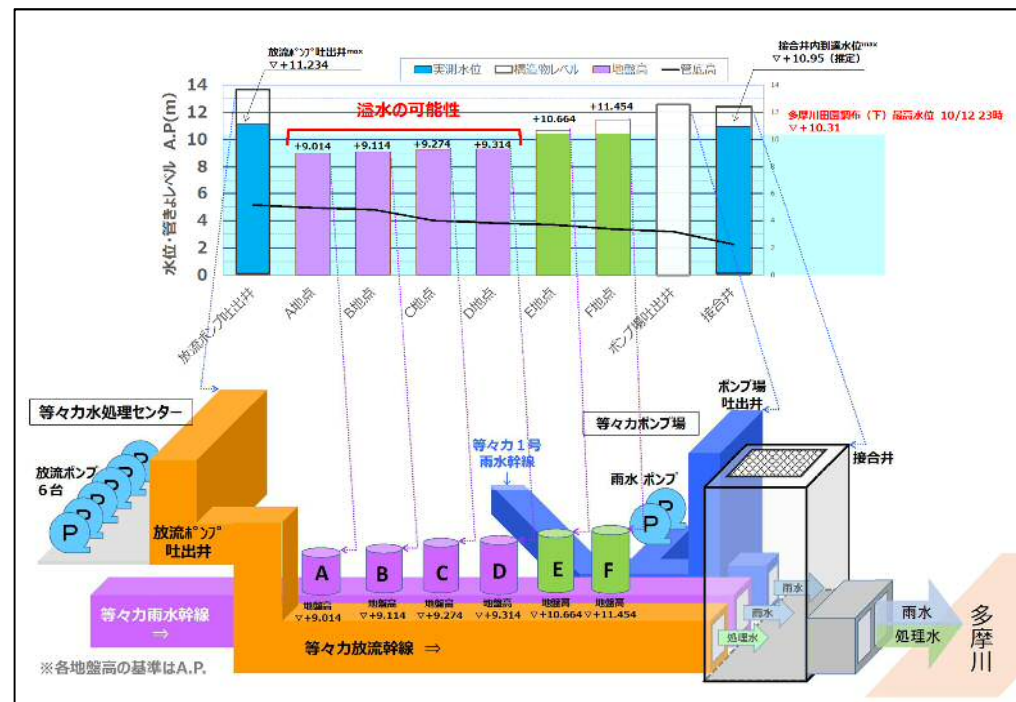 放流ポンプ吐出井max
▽+11.234
接合井内到達水位max
▽+10.95（推定）
実測水位 構造物レベル 地盤高 管底高
溢水の可能性
多摩川田園調布（下）最高水位 10/12 23時
▽+10.31
水位・管きょレベル A.P(m)
14
12
10
8
6
4
2
0
14
12
10
8
6
4
2
0
+9.014
+9.114
+9.274
+9.314
+10.664
+11.454
放流ポンプ吐出井
A地点
B地点
C地点
D地点
E地点
F地点
ポンプ場吐出井
接合井
等々力水処理センター
放流ポンプ
６台
P
P
P
P
P
P
放流ポンプ
吐出井
等々力１号
雨水幹線
等々力ポンプ場
雨水 ポンプ
P
P
ポンプ場
吐出井
接合井
A
B
C
D
E
F
地盤高
▽+9.014
地盤高
▽+9.114
地盤高
▽+9.274
地盤高
▽+9.314
地盤高
▽+10.664
地盤高
▽+11.454
等々力雨水幹線
⇒
等々力放流幹線 ⇒
処理水
雨水
雨水
雨水
処理水
多摩川
※各地盤高の基準はA.P.